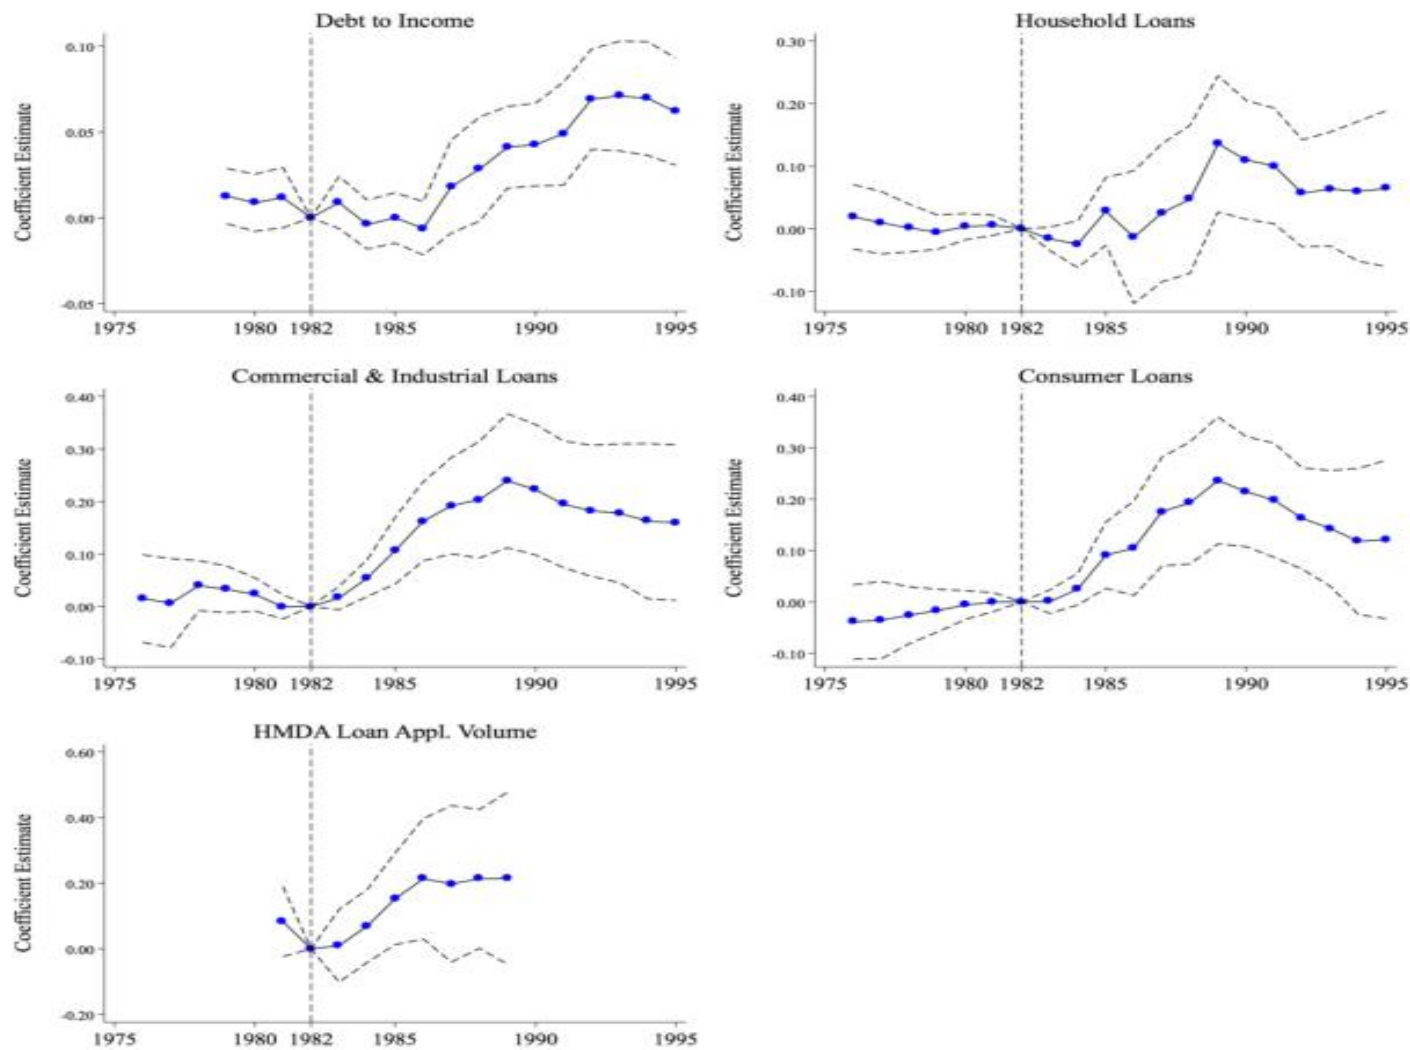 Debt to Income
Coefficient Estimate
0.10
0.05
0.00
-0.05
1975 1980 1982 1985 1990 1995
Household Loans
Coefficient Estimate
0.30
0.20
0.10
0.00
-0.10
1975 1980 1982 1985 1990 1995
Commercial & Industrial Loans
Coefficient Estimate
0.40
0.30
0.20
0.10
0.00
-0.10
1975 1980 1982 1985 1990 1995
Consumer Loans
Coefficient Estimate
0.40
0.30
0.20
0.10
0.00
-0.10
1975 1980 1982 1985 1990 1995
HMDA Loan Appl. Volume
Coefficient Estimate
0.60
0.40
0.20
0.00
-0.20
1975 1980 1982 1985 1990 1995